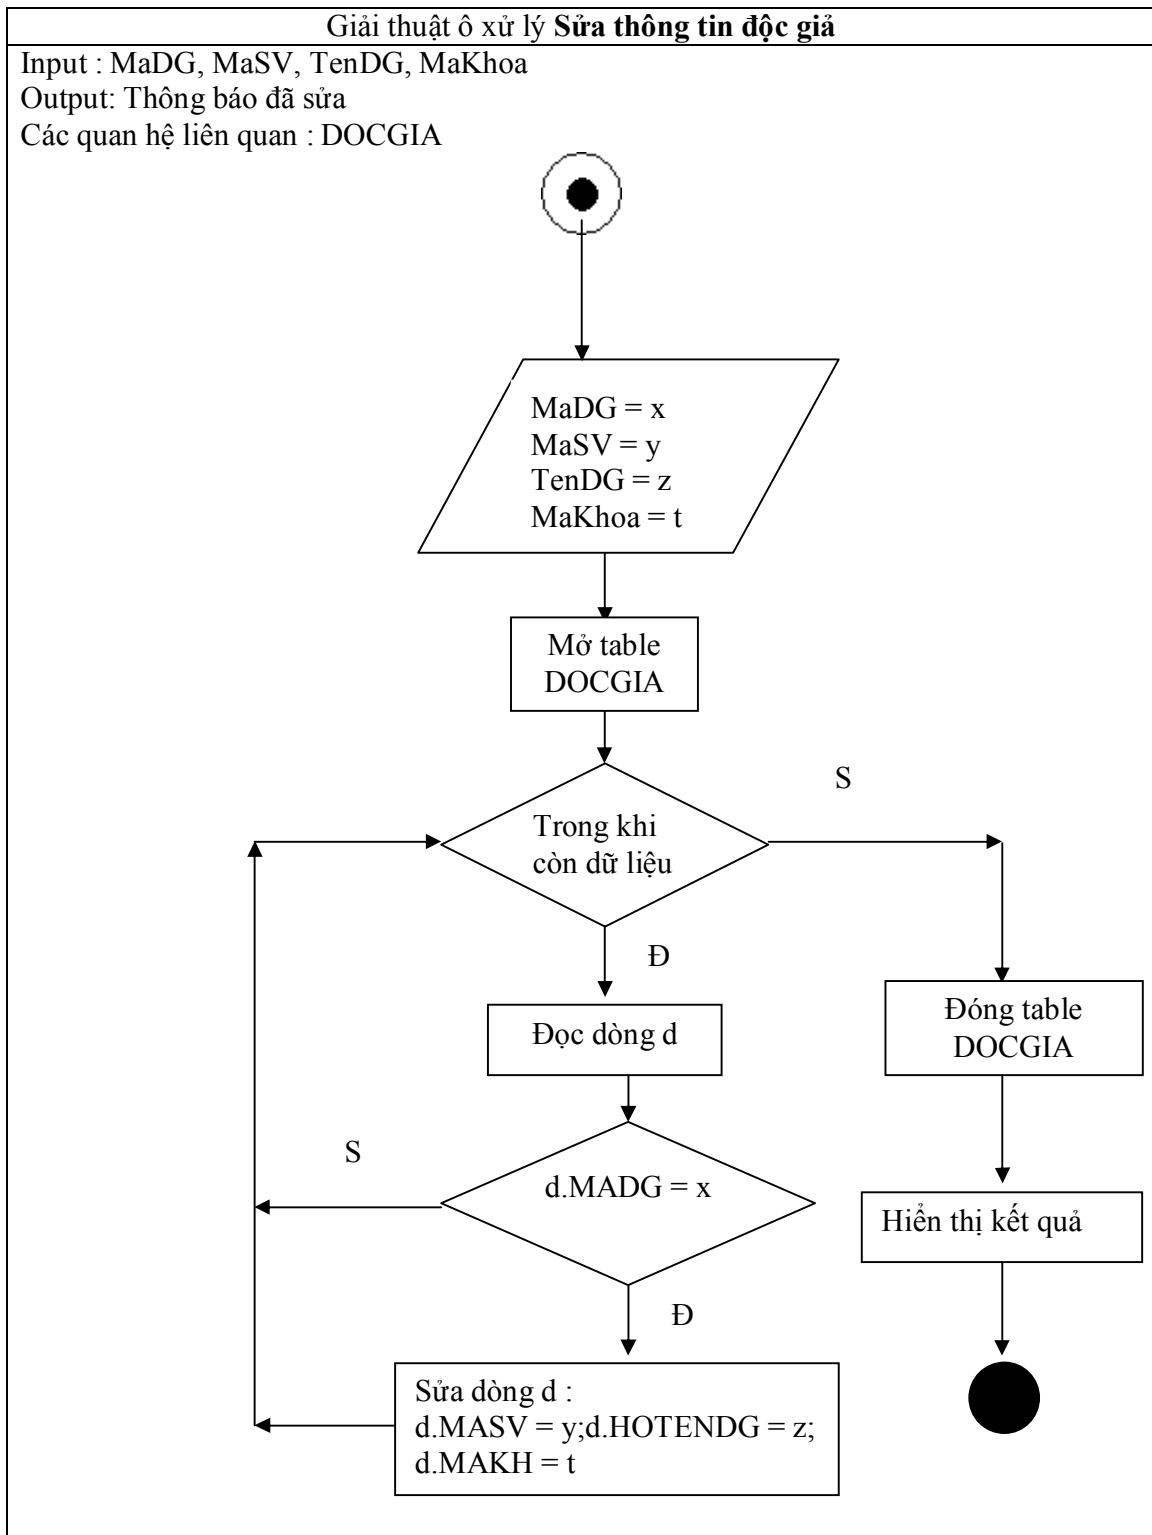 Giải thuật ô xử lý Sửa thông tin độc giả
Input : MaDG, MaSV, TenDG, MaKhoa
Output: Thông báo đã sửa
Các quan hệ liên quan : DOCGIA
MaDG = x
MaSV = y
TenDG = z
MaKhoa = t
Mở table
DOCGIA
S
Trong khi
còn dữ liệu
Đ
Đọc dòng d
Đóng table
DOCGIA
S
d.MADG = x
Hiển thị kết quả
Đ
Sửa dòng d :
d.MASV = y;d.HOTENDG = z;
d.MAKH = t